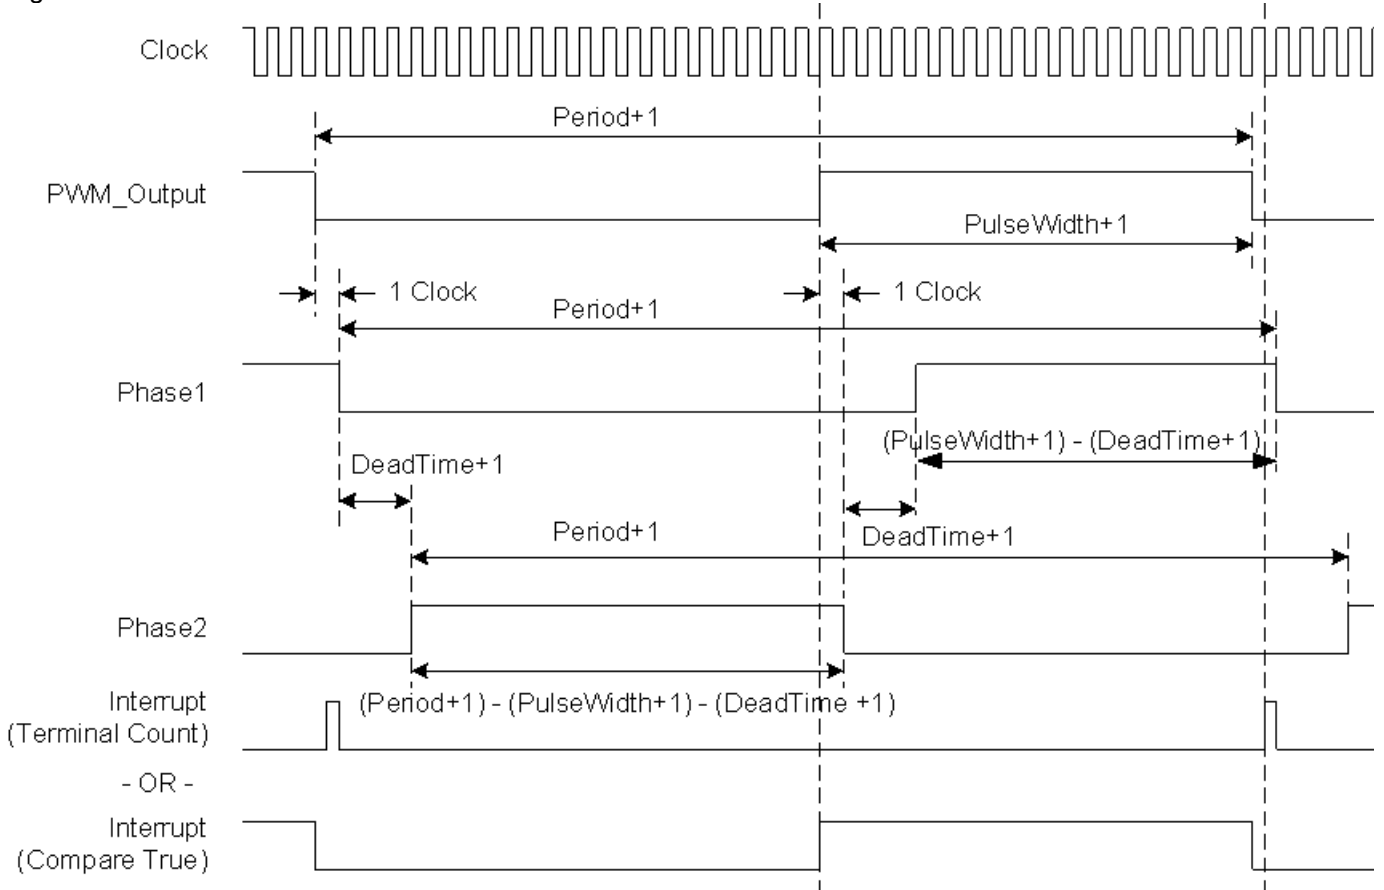 Clock
Period+1
PWM_Output
PulseWidth+1
1 Clock
1 Clock
Period+1
Phase1
(PulseWidth+1) - (DeadTime+1)
DeadTime+1
Period+1
DeadTime+1
Phase2
Interrupt
(Terminal Count)
(Period+1) - (PulseWidth+1) - (DeadTime +1)
- OR -
Interrupt
(Compare True)